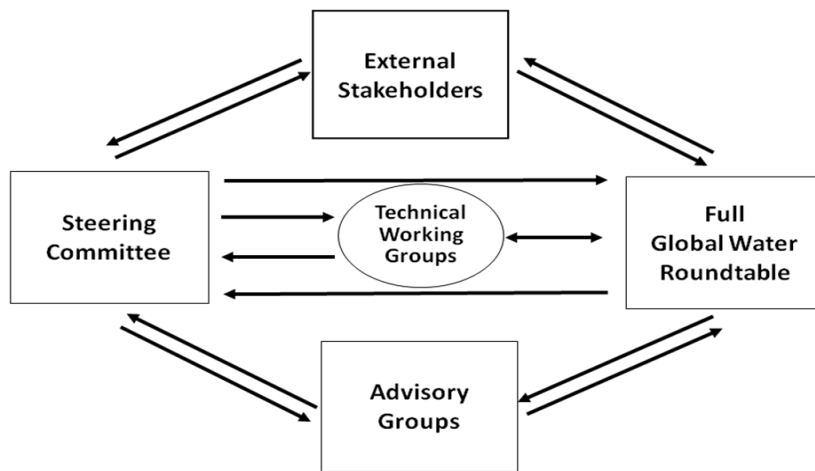 External
Stakeholders
Steering
Committee
Technical
Working
Groups
Full
Global Water
Roundtable
Advisory
Groups